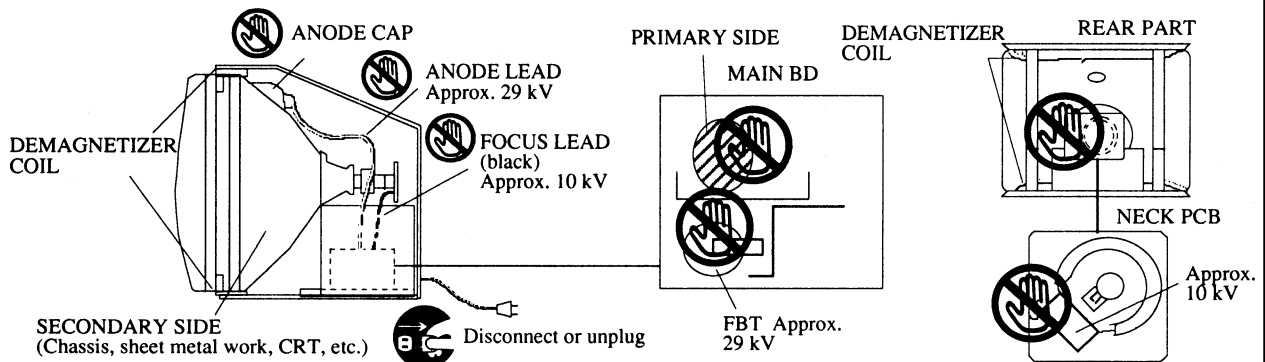 ANODE CAP
ANODE LEAD
Approx. 29 kV
FOCUS LEAD
(black)
Approx. 10 kV
DEMAGNETIZER
COIL
SECONDARY SIDE
(Chassis, sheet metal work, CRT, etc.)
Disconnect or unplug
PRIMARY SIDE
MAIN BD
FBT Approx.
29 kV
DEMAGNETIZER
COIL
REAR PART
NECK PCB
Approx.
10 kV